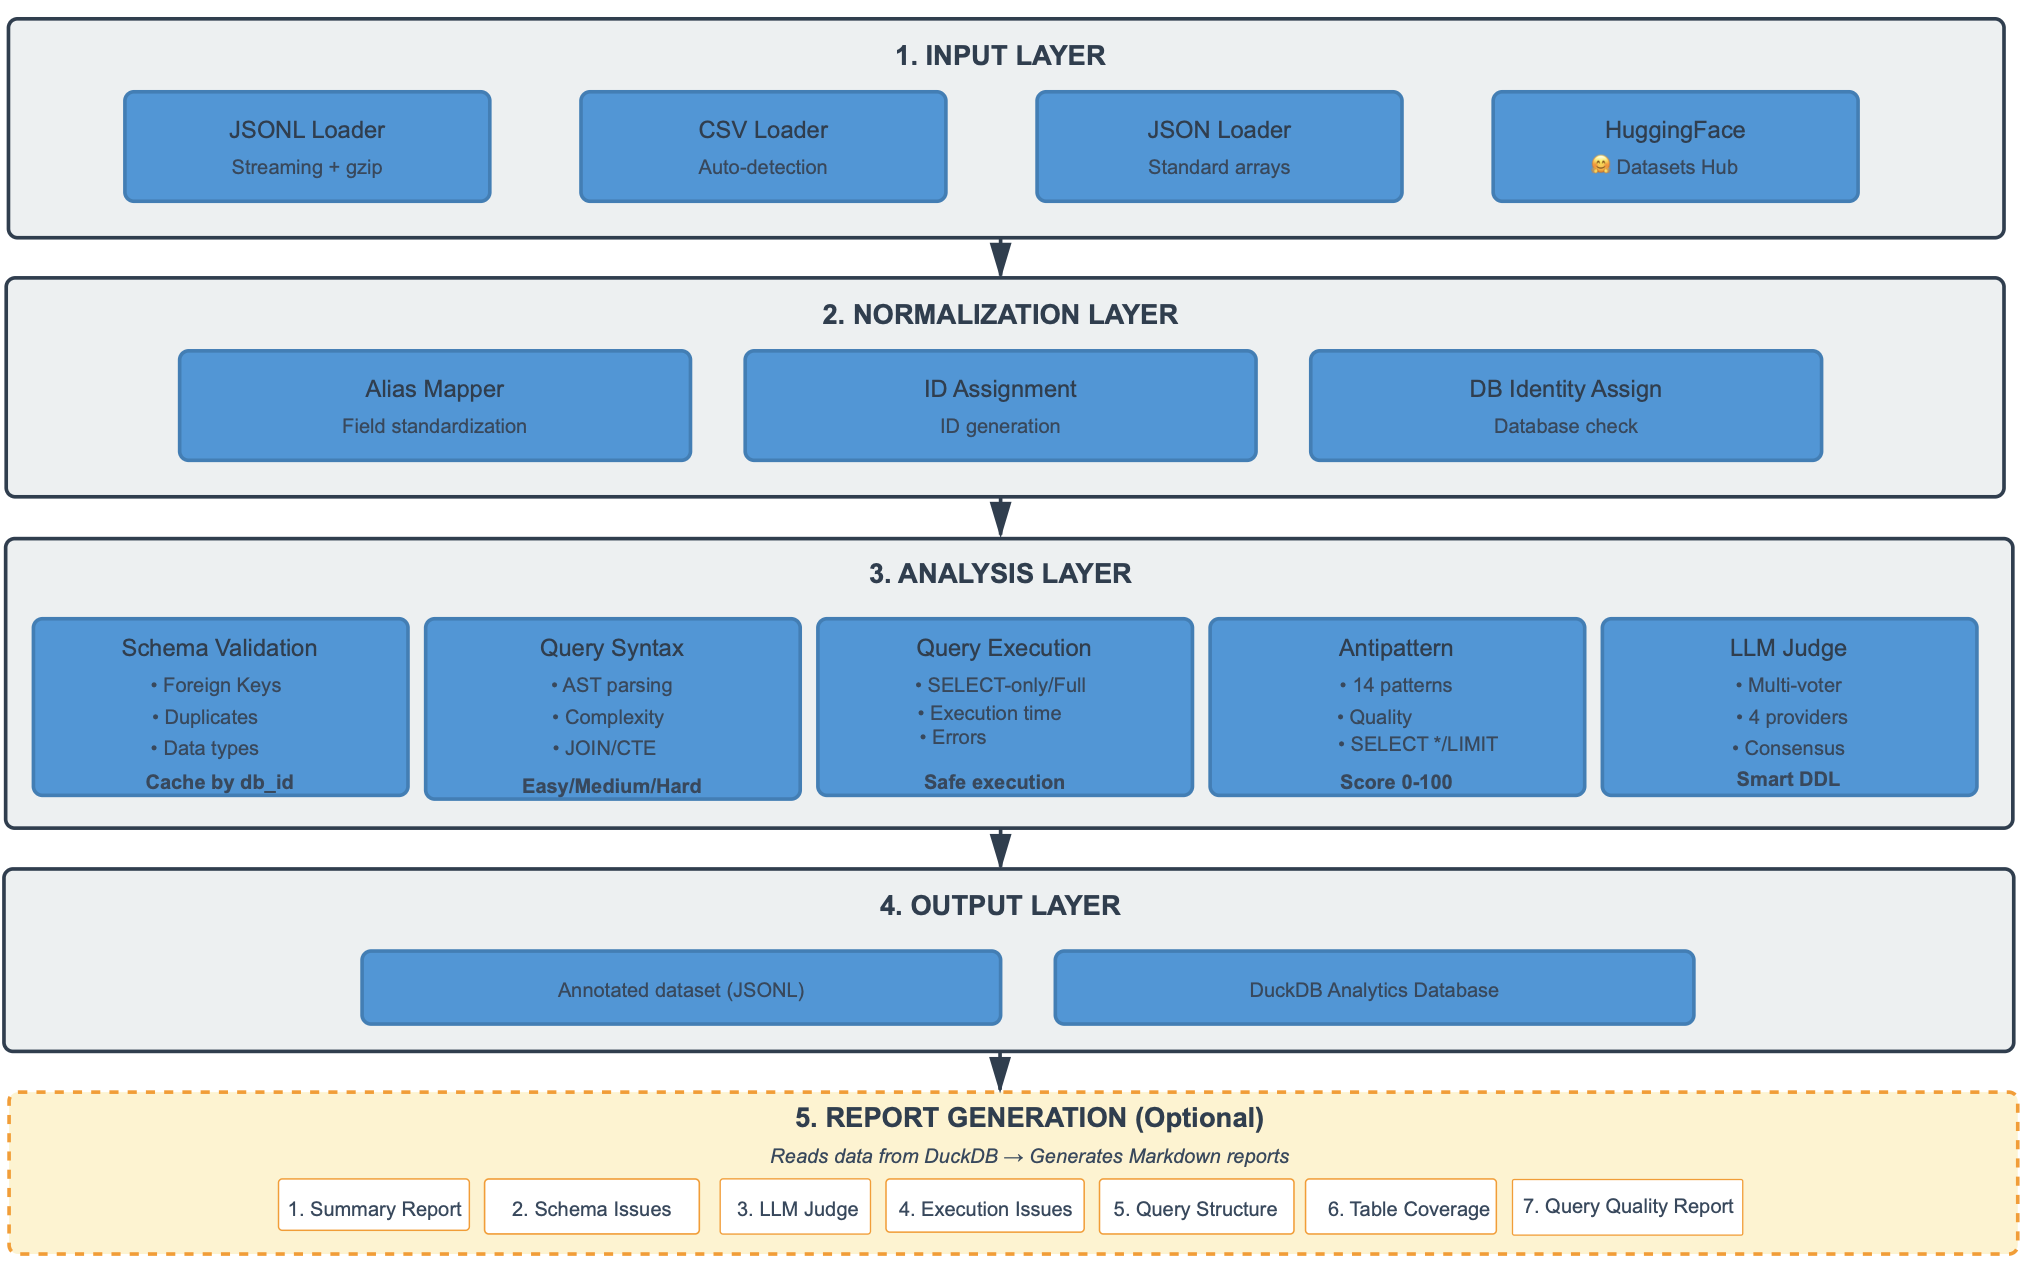 1. INPUT LAYER
JSONL Loader
Streaming + gzip
CSV Loader
Auto-detection
JSON Loader
Standard arrays
HuggingFace
🤗 Datasets Hub
2. NORMALIZATION LAYER
Alias Mapper
Field standardization
ID Assignment
ID generation
DB Identity Assign
Database check
3. ANALYSIS LAYER
Schema Validation
• Foreign Keys
• Duplicates
• Data types
Cache by db_id
Query Syntax
• AST parsing
• Complexity
• JOIN/CTE
Easy/Medium/Hard
Query Execution
• SELECT-only/Full
• Execution time
• Errors
Safe execution
Antipattern
• 14 patterns
• Quality
• SELECT */LIMIT
Score 0-100
LLM Judge
• Multi-voter
• 4 providers
• Consensus
Smart DDL
4. OUTPUT LAYER
Annotated dataset (JSONL)
DuckDB Analytics Database
5. REPORT GENERATION (Optional)
Reads data from DuckDB → Generates Markdown reports
1. Summary Report
2. Schema Issues
3. LLM Judge
4. Execution Issues
5. Query Structure
6. Table Coverage
7. Query Quality Report